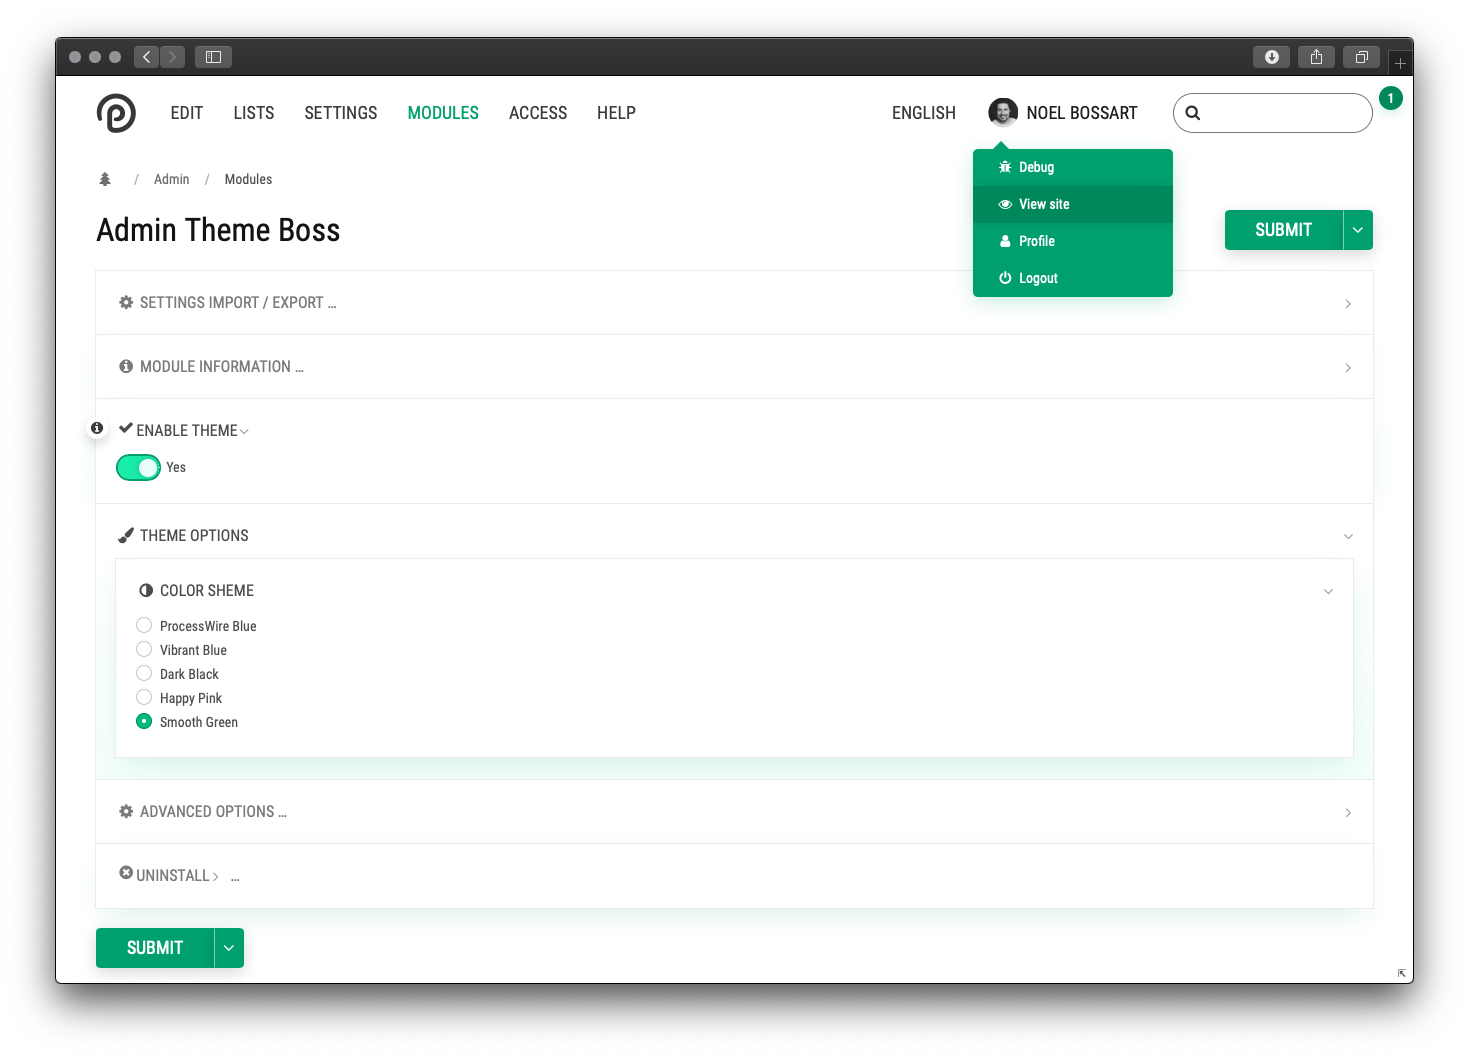 EDIT LISTS SETTINGS MODULES ACCESS HELP ENGLISH NOEL BOSSART 1
Debug
View site
Profile
Logout
/ Admin / Modules
Admin Theme Boss
SUBMIT
SETTINGS IMPORT / EXPORT ...
MODULE INFORMATION ...
ENABLE THEME
Yes
THEME OPTIONS
COLOR SHEME
ProcessWire Blue
Vibrant Blue
Dark Black
Happy Pink
Smooth Green
ADVANCED OPTIONS ...
UNINSTALL ...
SUBMIT